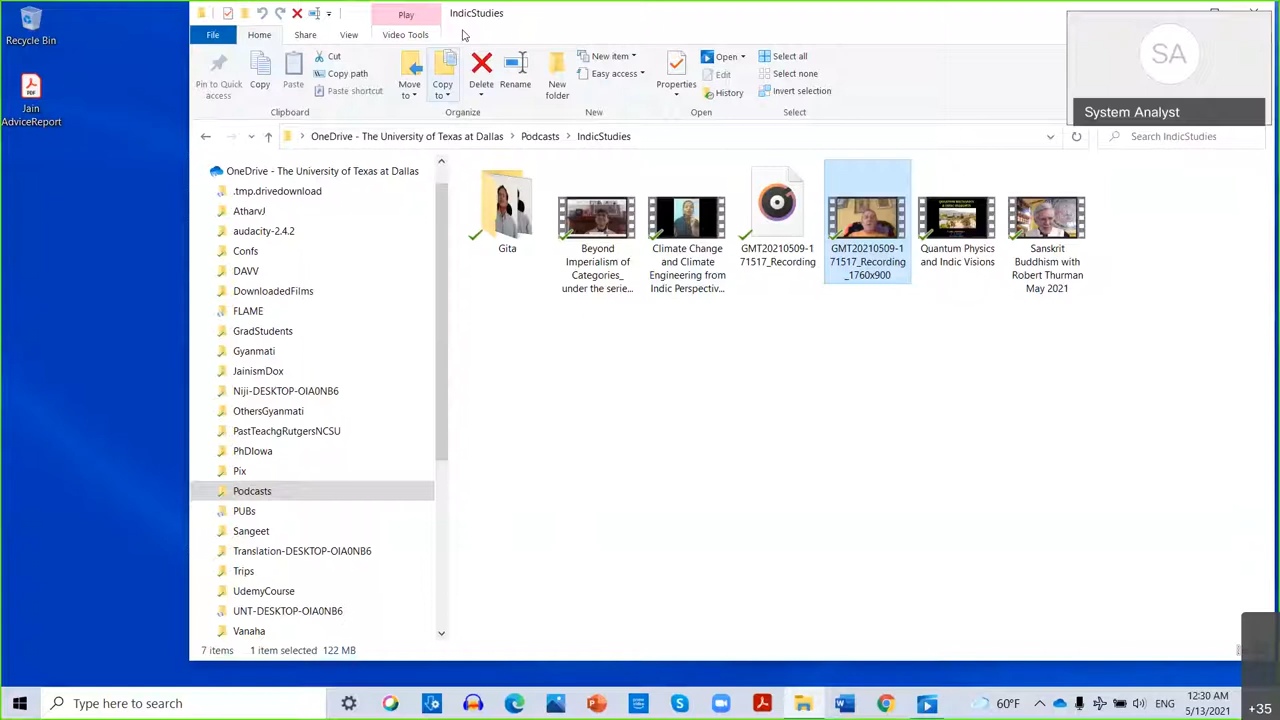 Recycle Bin
Jain
AdviceReport
Play
IndicStudies
File
Home
Share
View
Video Tools
Pin to Quick
access
Copy
Paste
Cut
Copy path
Paste shortcut
Clipboard
Move
to
Copy
to
Delete
Rename
Organize
New
folder
New item
Easy access
New
Properties
Open
Edit
History
Open
Select all
Select none
Invert selection
Select
SA
System Analyst
OneDrive - The University of Texas at Dallas
Podcasts
IndicStudies
Search IndicStudies
OneDrive - The University of Texas at Dallas
.tmp.drivedownload
AtharvJ
audacity-2.4.2
Confs
DAVV
DownloadedFilms
FLAME
GradStudents
Gyanmati
JainismDox
Niji-DESKTOP-OIA0NB6
OthersGyanmati
PastTeachgRutgersNCSU
PhDIowa
Pix
Podcasts
PUBs
Sangeet
Translation-DESKTOP-OIA0NB6
Trips
UdemyCourse
UNT-DESKTOP-OIA0NB6
Vanaha
Gita
Beyond
Imperialism of
Categories_
under the serie...
Climate Change
and Climate
Engineering from
Indic Perspectiv...
GMT20210509-1
71517_Recording
GMT20210509-1
71517_Recording
_1760x900
Quantum Physics
and Indic Visions
Sanskrit
Buddhism with
Robert Thurman
May 2021
7 items
1 item selected
122 MB
Type here to search
60°F
ENG
12:30 AM
5/13/2021
+35